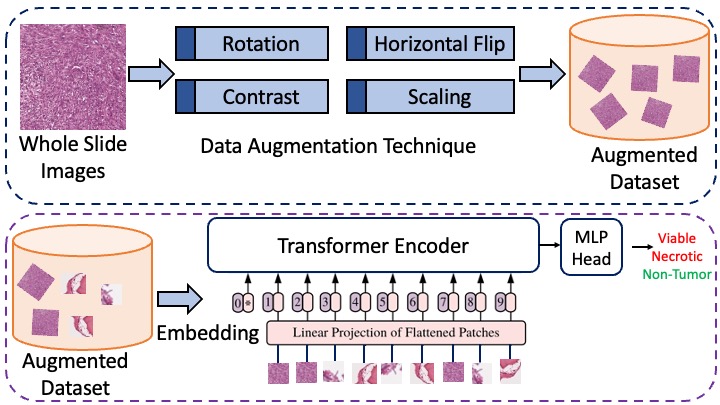 Rotation
Horizontal Flip
Contrast
Scaling
Whole Slide
Images
Data Augmentation Technique
Augmented
Dataset
Transformer Encoder
MLP
Head
Viable
Necrotic
Non-Tumor
0 * 1 2 3 4 5 6 7 8 9
Embedding
Linear Projection of Flattened Patches
Augmented
Dataset